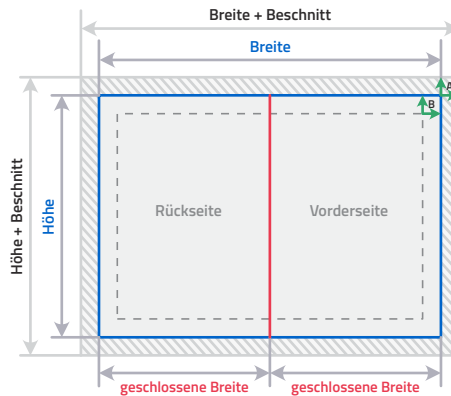 Breite + Beschnitt
Breite
A
B
Höhe + Beschnitt
Höhe
Rückseite
Vorderseite
geschlossene Breite
geschlossene Breite